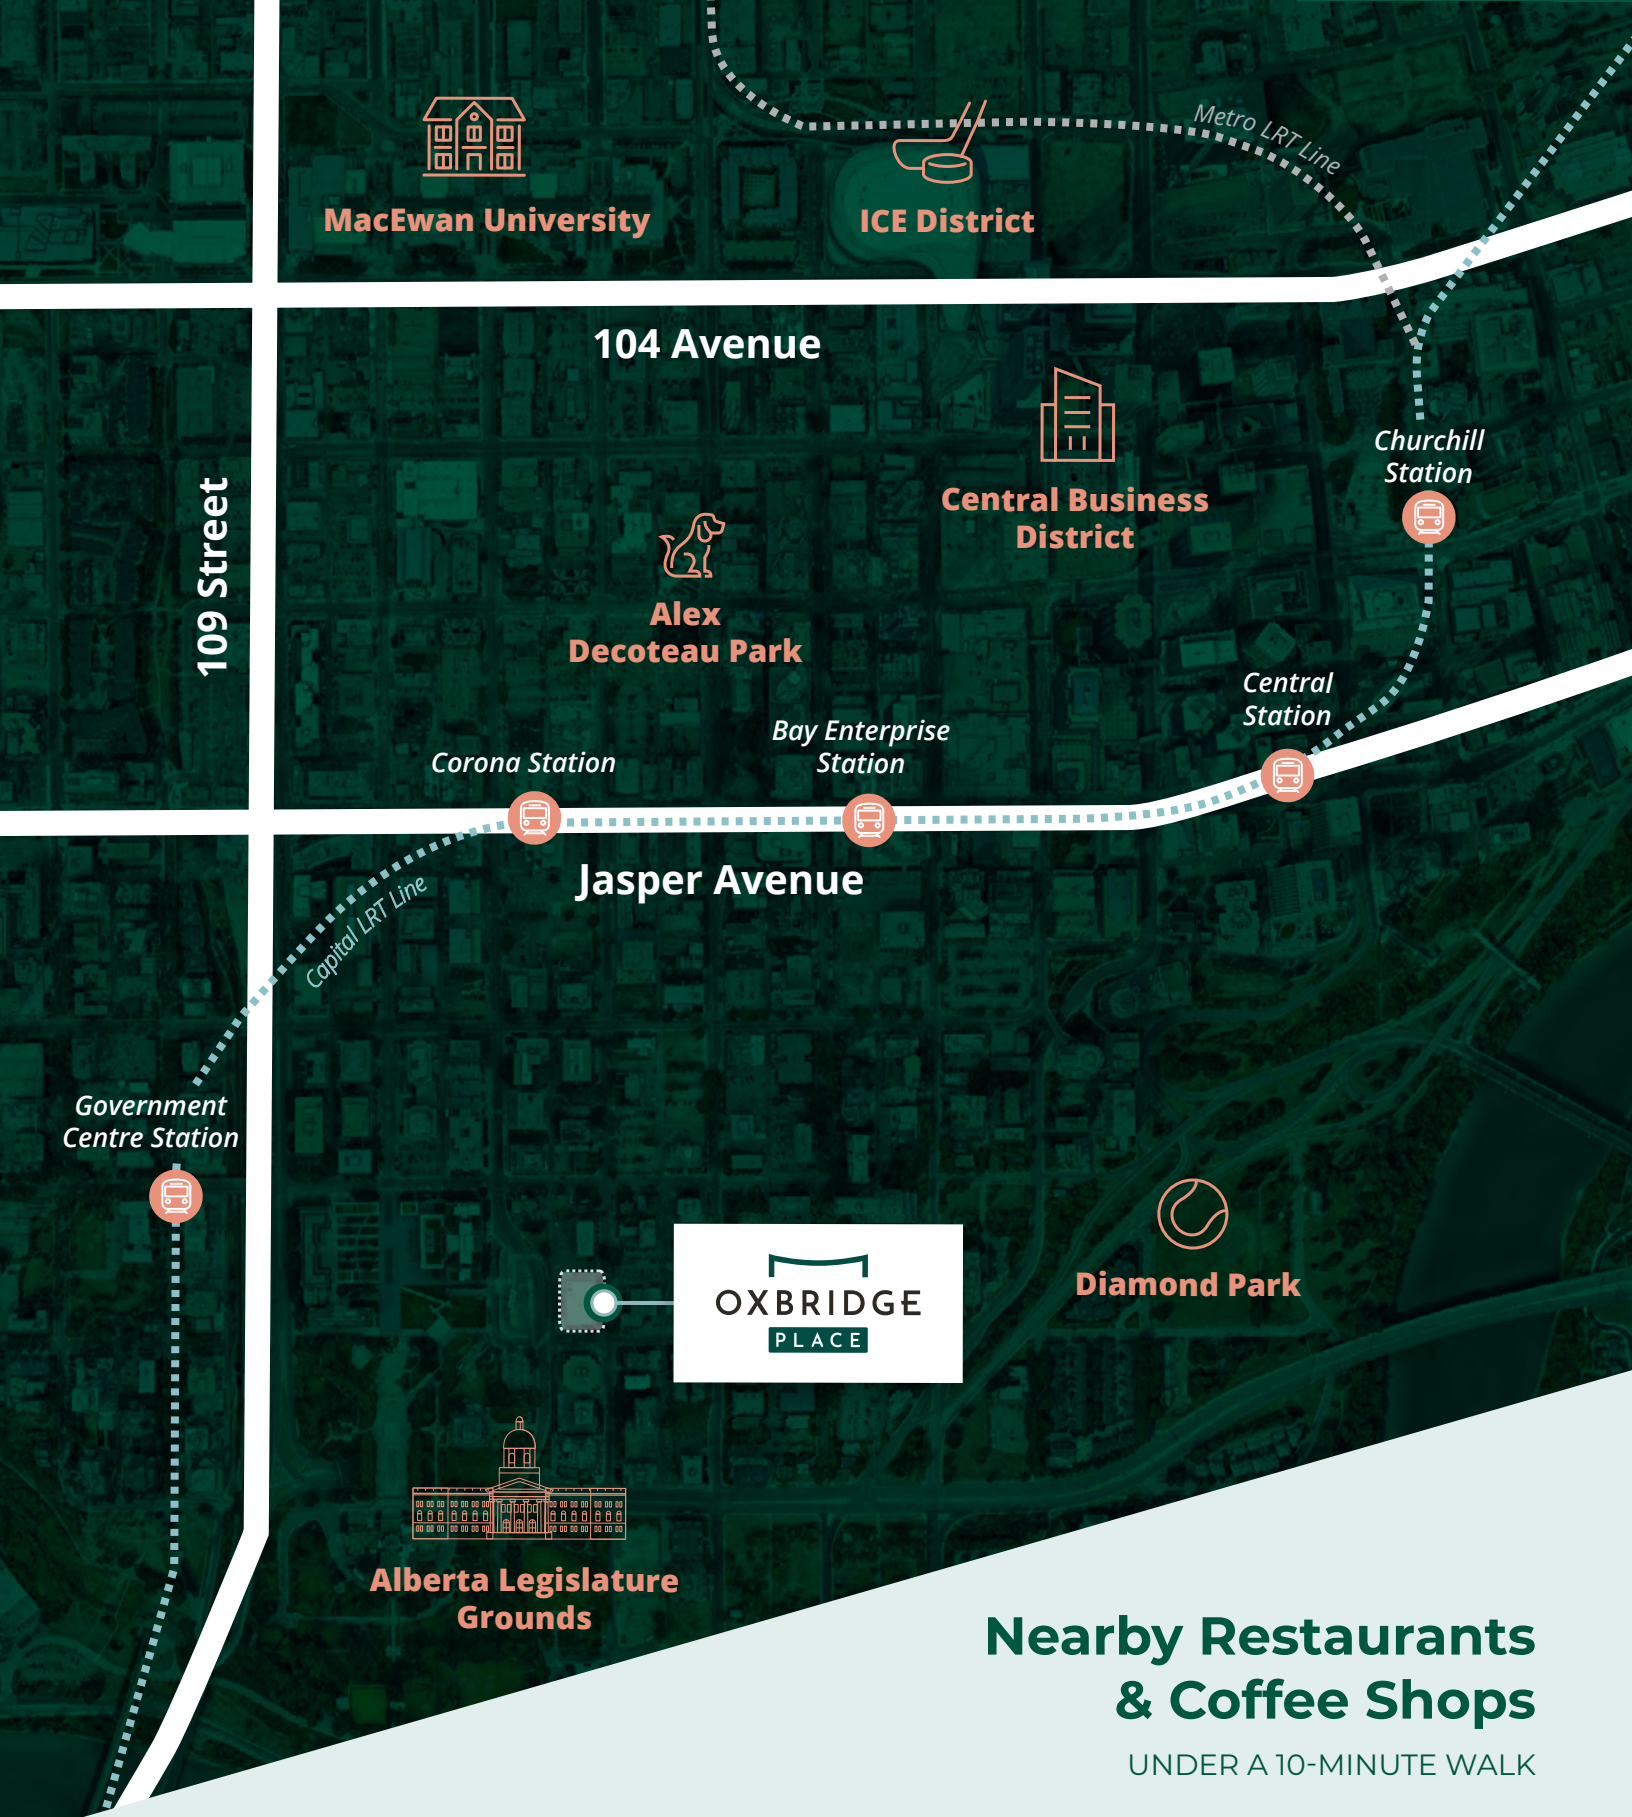 Metro LRT Line
MacEwan University
ICE District
104 Avenue
Churchill
Station
Central Business
District
109 Street
Alex
Decoteau Park
Central
Station
Bay Enterprise
Station
Corona Station
Jasper Avenue
Capital LRT Line
Government
Centre Station
Diamond Park
OXBRIDGE
PLACE
Alberta Legislature
Grounds
Nearby Restaurants
& Coffee Shops
UNDER A 10-MINUTE WALK